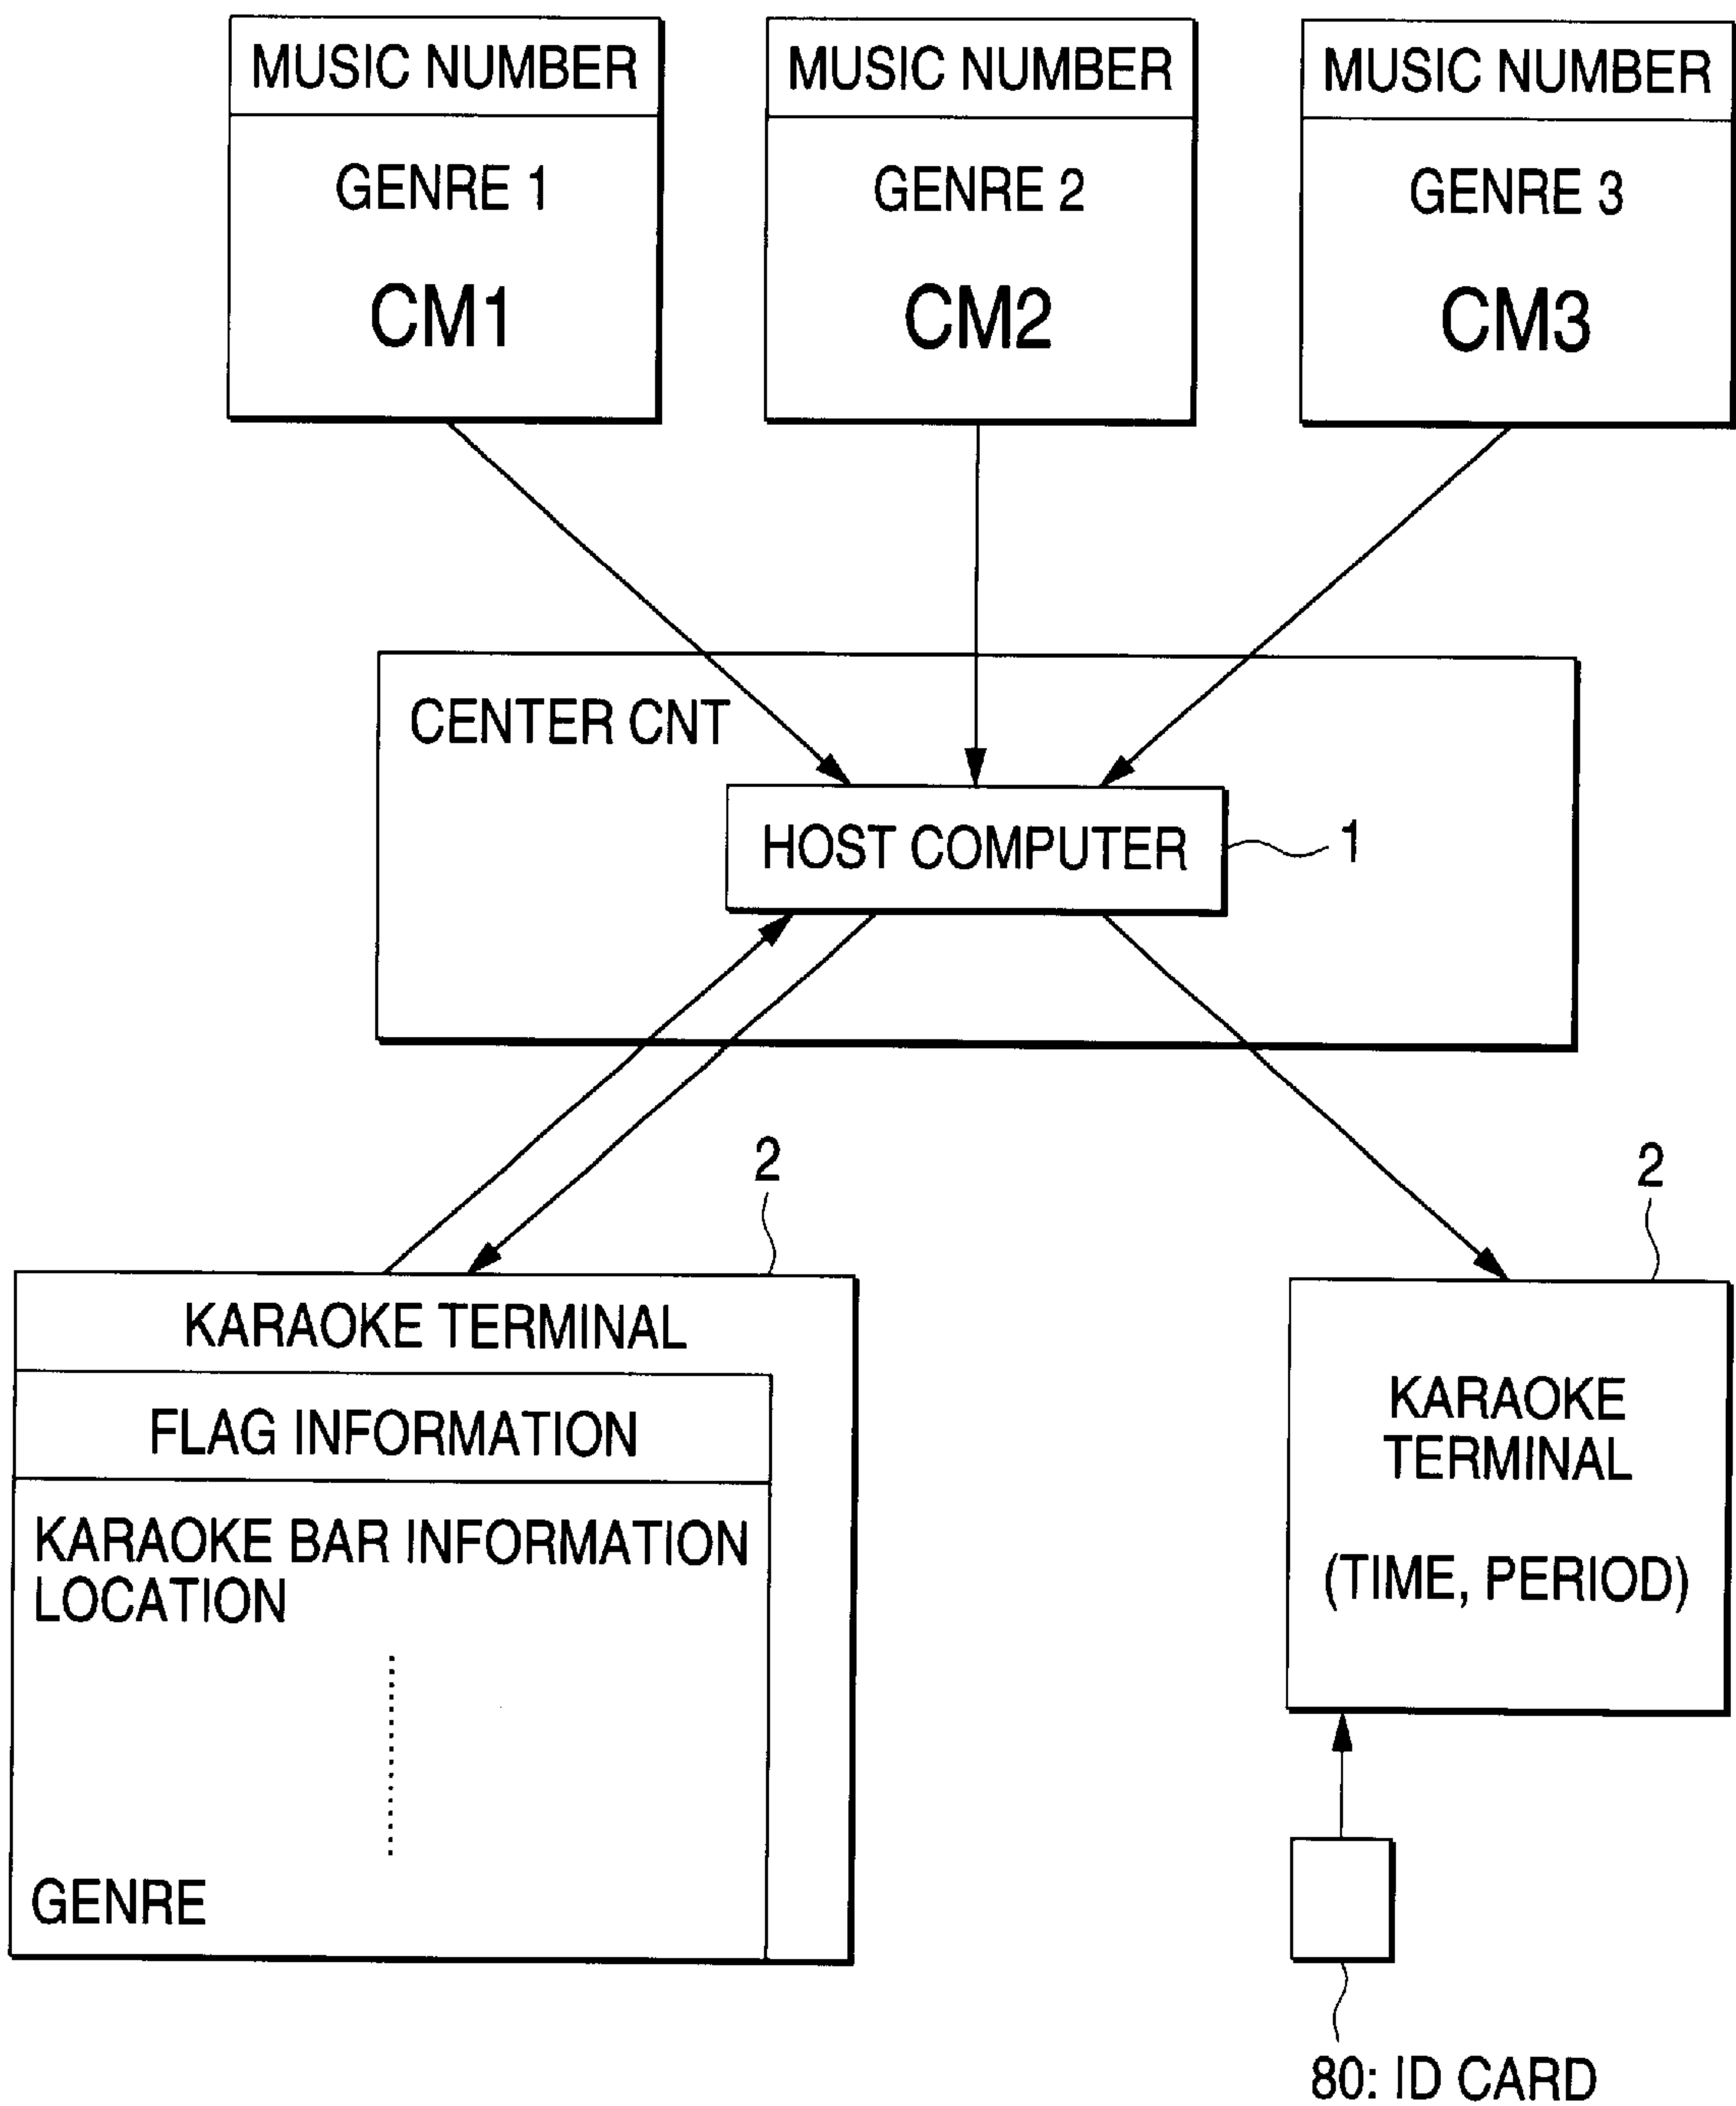 MUSIC NUMBER
GENRE 1
CM1
MUSIC NUMBER
GENRE 2
CM2
MUSIC NUMBER
GENRE 3
CM3
CENTER CNT
HOST COMPUTER
1
2
KARAOKE TERMINAL
FLAG INFORMATION
KARAOKE BAR INFORMATION
LOCATION
GENRE
2
KARAOKE
TERMINAL
(TIME, PERIOD)
80: ID CARD